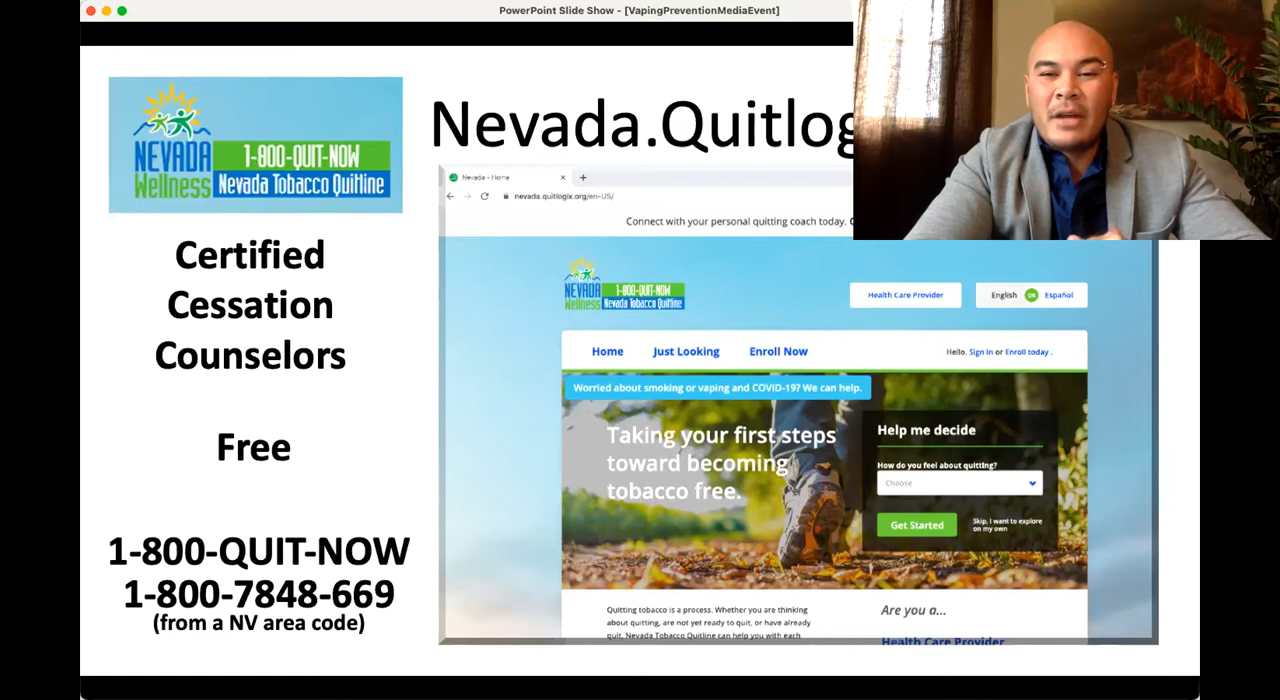 PowerPoint Slide Show - [VapingPreventionMediaEvent]
NEVADA
Wellness
1-800-QUIT-NOW
Nevada Tobacco Quitline
Certified
Cessation
Counselors
Free
1-800-QUIT-NOW
1-800-7848-669
(from a NV area code)
Nevada.Quitlog
Nevada - Home
nevada.quitlogix.org/en-US/
Connect with your personal quitting coach today.
NEVADA
Wellness
1-800-QUIT-NOW
Nevada Tobacco Quitline
Health Care Provider
English OR Español
Home Just Looking Enroll Now
Hello. Sign In or Enroll today .
Worried about smoking or vaping and COVID-19? We can help.
Taking your first steps
toward becoming
tobacco free.
Help me decide
How do you feel about quitting?
Choose
Get Started
Skip, I want to explore
on my own
Quitting tobacco is a process. Whether you are thinking
about quitting, are not yet ready to quit, or have already
quit, Nevada Tobacco Quitline can help you with each
Are you a...
Health Care Provider